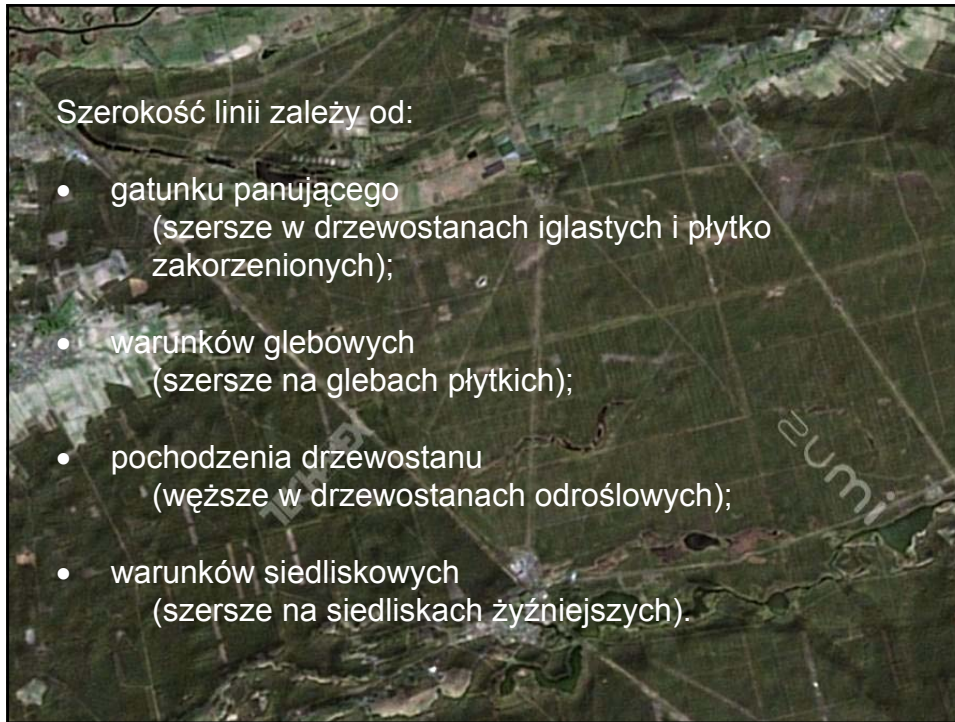 Szerokość linii zależy od:
• gatunku panującego
(szersze w drzewostanach iglastych i płytko
zakorzenionych);
• warunków glebowych
(szersze na glebach płytkich);
• pochodzenia drzewostanu
(węższe w drzewostanach odroślowych);
• warunków siedliskowych
(szersze na siedliskach żyźniejszych).
zumi